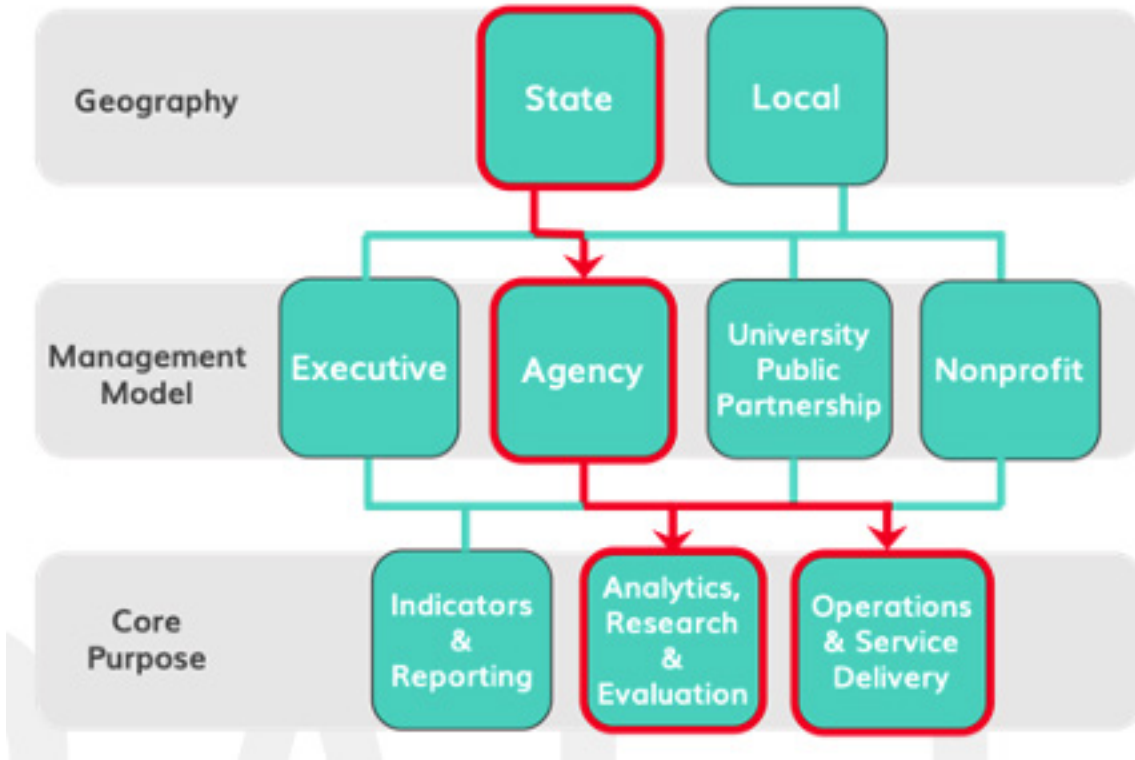 Geography
State
Local
Management
Model
Executive
Agency
University
Public
Partnership
Nonprofit
Core
Purpose
Indicators
&
Reporting
Analytics,
Research
&
Evaluation
Operations
& Service
Delivery